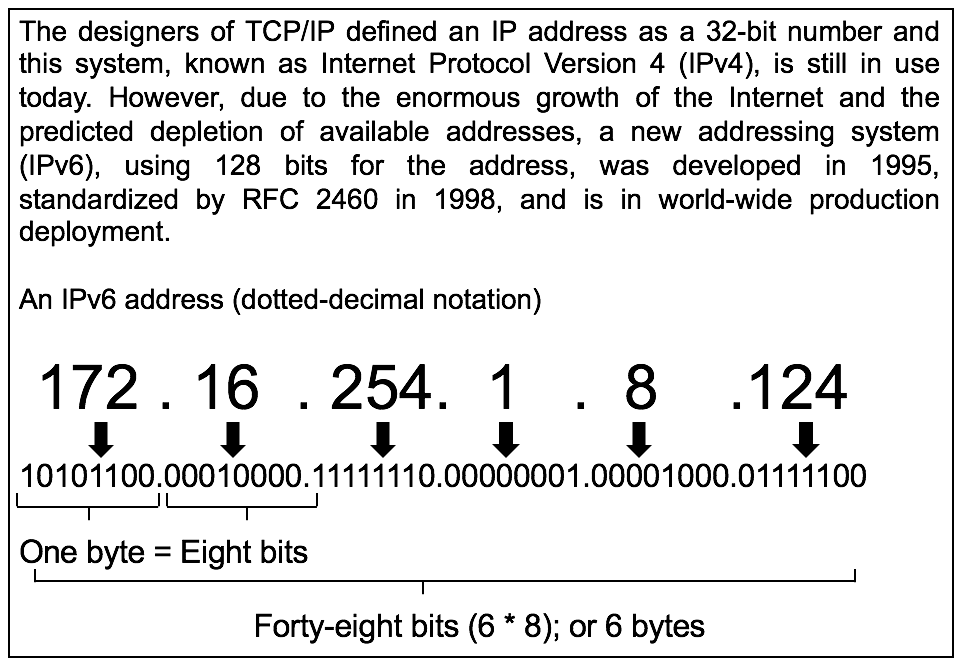 The designers of TCP/IP defined an IP address as a 32-bit number and
this system, known as Internet Protocol Version 4 (IPv4), is still in use
today. However, due to the enormous growth of the Internet and the
predicted depletion of available addresses, a new addressing system
(IPv6), using 128 bits for the address, was developed in 1995,
standardized by RFC 2460 in 1998, and is in world-wide production
deployment.
An IPv6 address (dotted-decimal notation)
172 . 16 . 254. 1 . 8 .124
10101100.00010000.11111110.00000001.00001000.01111100
One byte = Eight bits
Forty-eight bits (6 * 8); or 6 bytes